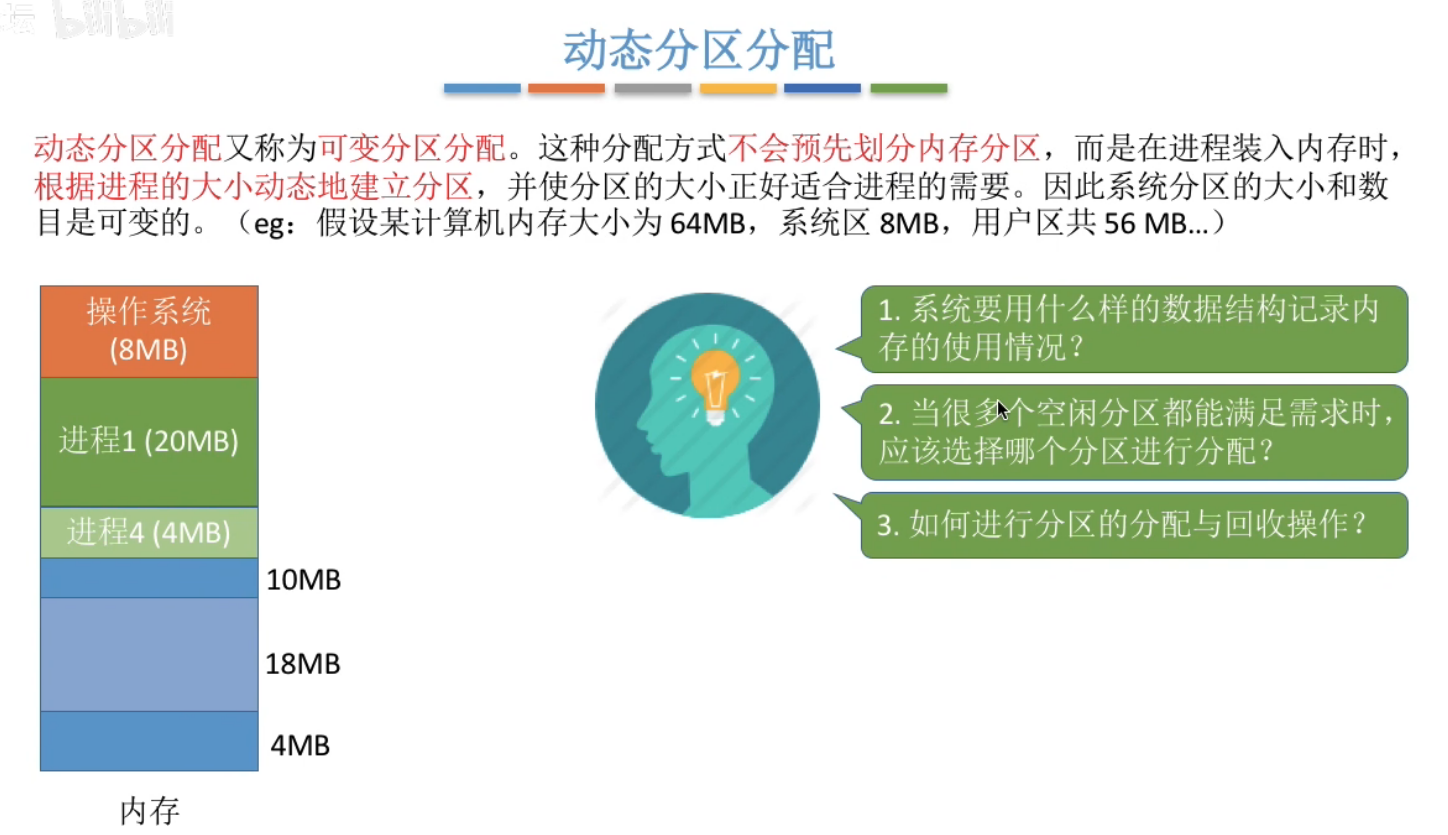 坛 bilibili
动态分区分配
动态分区分配又称为可变分区分配。这种分配方式不会预先划分内存分区，而是在进程装入内存时，
根据进程的大小动态地建立分区，并使分区的大小正好适合进程的需要。因此系统分区的大小和数
目是可变的。（eg：假设某计算机内存大小为 64MB，系统区 8MB，用户区共 56 MB…）
操作系统
(8MB)
进程1 (20MB)
进程4 (4MB)
10MB
18MB
4MB
内存
1. 系统要用什么样的数据结构记录内
存的使用情况？
2. 当很多个空闲分区都能满足需求时，
应该选择哪个分区进行分配？
3. 如何进行分区的分配与回收操作？